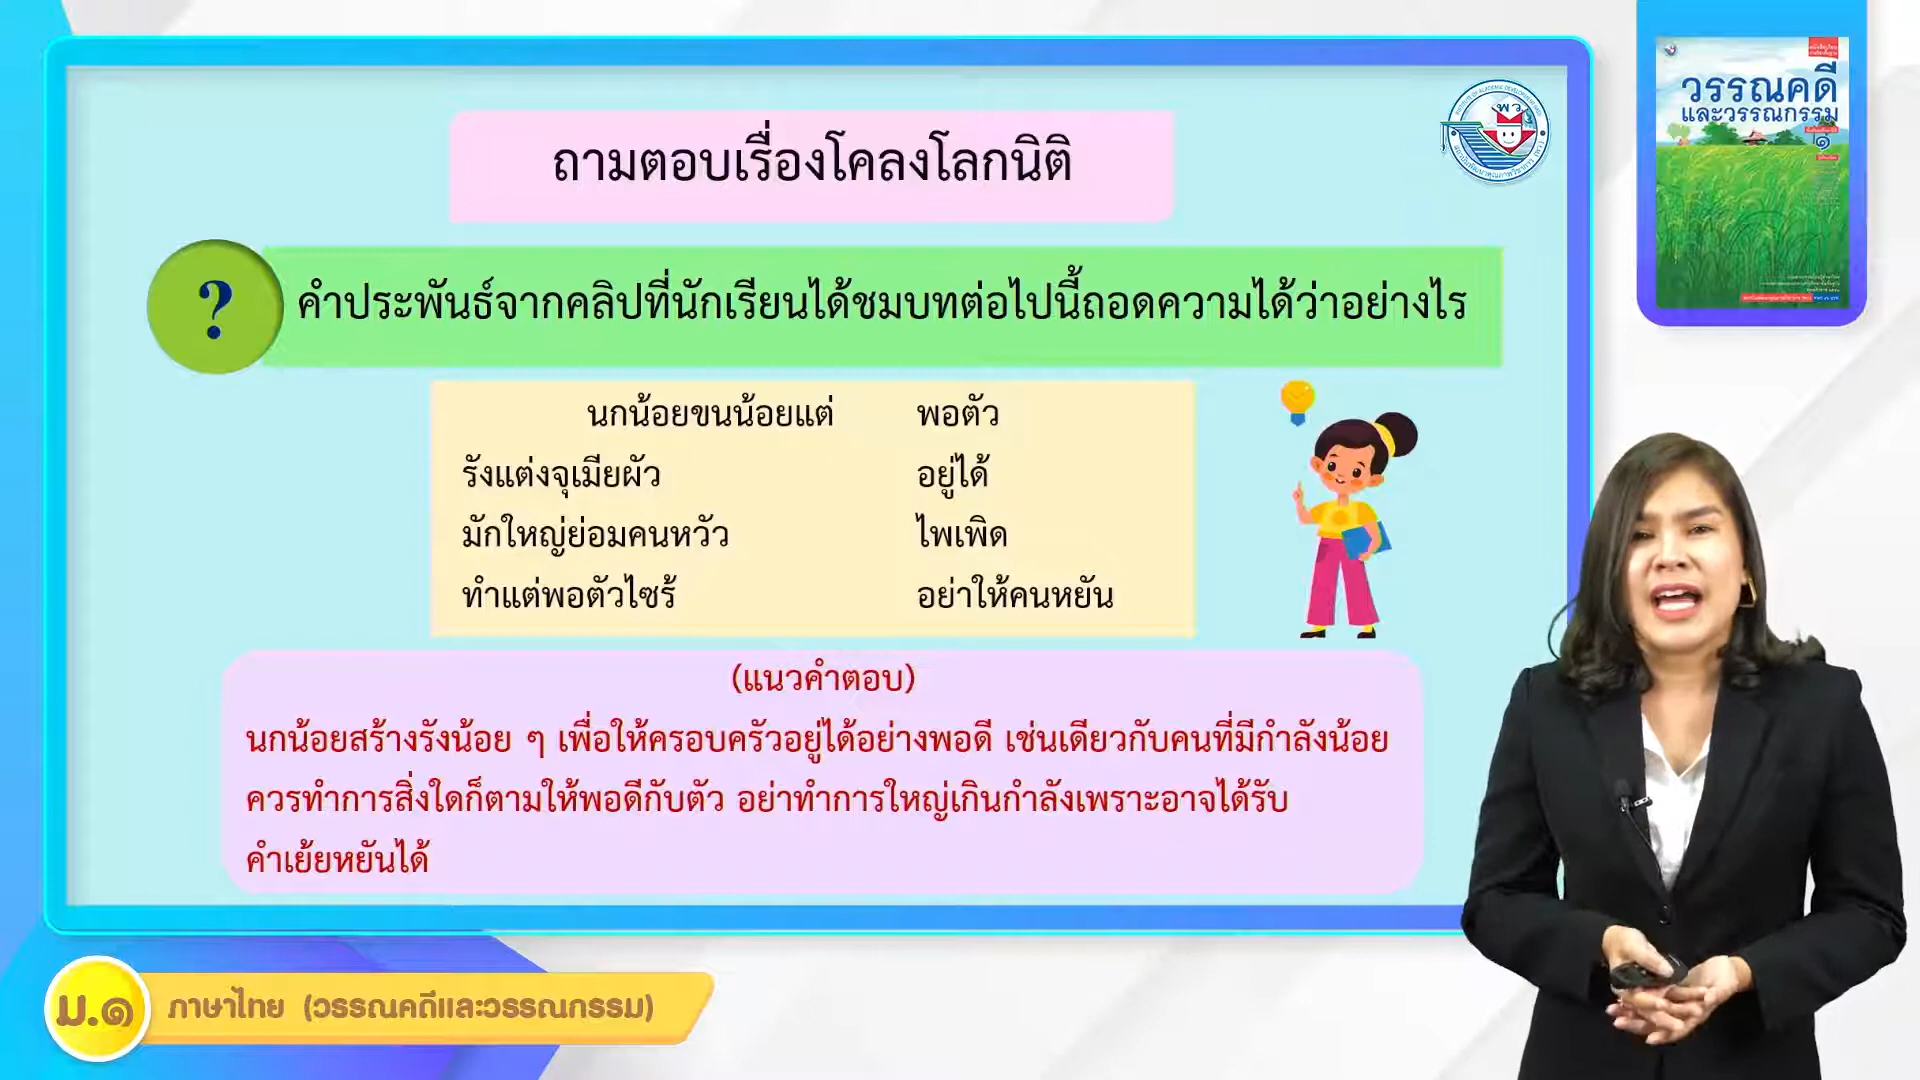 ถามตอบเรื่องโคลงโลกนิติ
? คำประพันธ์จากคลิปที่นักเรียนได้ชมบทต่อไปนี้ถอดความได้ว่าอย่างไร
นกน้อยขนน้อยแต่ พอตัว
รังแต่งจุเมียผัว อยู่ได้
มักใหญ่ย่อมคนหวัว ไพเพิด
ทำแต่พอตัวไซร้ อย่าให้คนหยัน
(แนวคำตอบ)
นกน้อยสร้างรังน้อย ๆ เพื่อให้ครอบครัวอยู่ได้อย่างพอดี เช่นเดียวกับคนที่มีกำลังน้อย
ควรทำการสิ่งใดก็ตามให้พอดีกับตัว อย่าทำการใหญ่เกินกำลังเพราะอาจได้รับ
คำเย้ยหยันได้
วรรณคดี
และวรรณกรรม
๑
พว.
ม.๑ ภาษาไทย (วรรณคดีและวรรณกรรม)